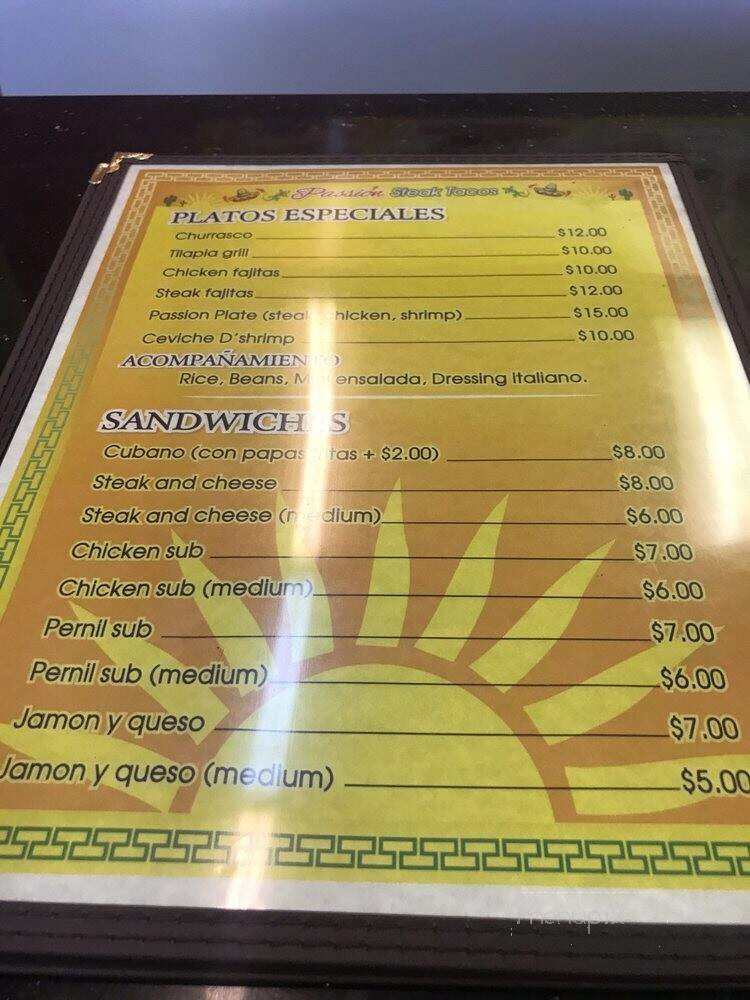 Passión Steak Tacos
PLATOS ESPECIALES
Churrasco $12.00
Tilapia grill $10.00
Chicken fajitas $10.00
Steak fajitas $12.00
Passion Plate (steak, chicken, shrimp) $15.00
Ceviche D'shrimp $10.00
ACOMPAÑAMIENTO
Rice, Beans, ensalada, Dressing italiano.
SANDWICHES
Cubano (con papas + $2.00) $8.00
Steak and cheese $8.00
Steak and cheese (medium) $6.00
Chicken sub $7.00
Chicken sub (medium) $6.00
Pernil sub $7.00
Pernil sub (medium) $6.00
Jamon y queso $7.00
Jamon y queso (medium) $5.00